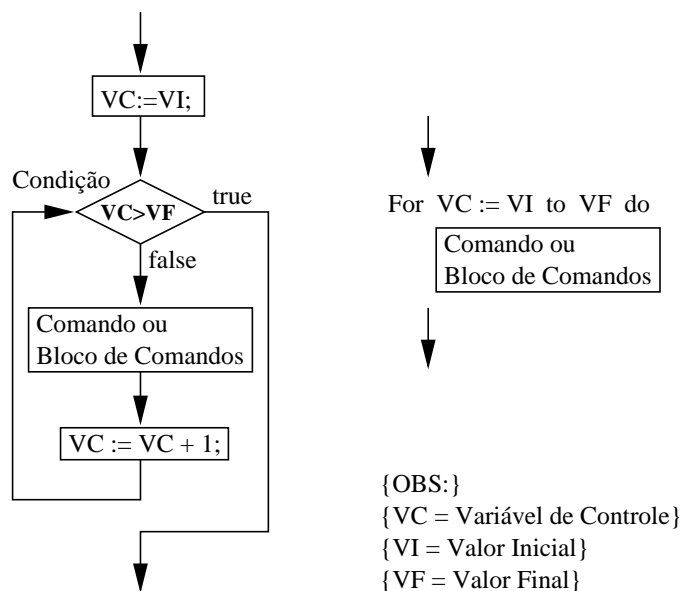 VC:=VI;
Condição
VC>VF
true
false
Comando ou
Bloco de Comandos
VC := VC + 1;
For VC := VI to VF do
Comando ou
Bloco de Comandos
{OBS:}
{VC = Variável de Controle}
{VI = Valor Inicial}
{VF = Valor Final}